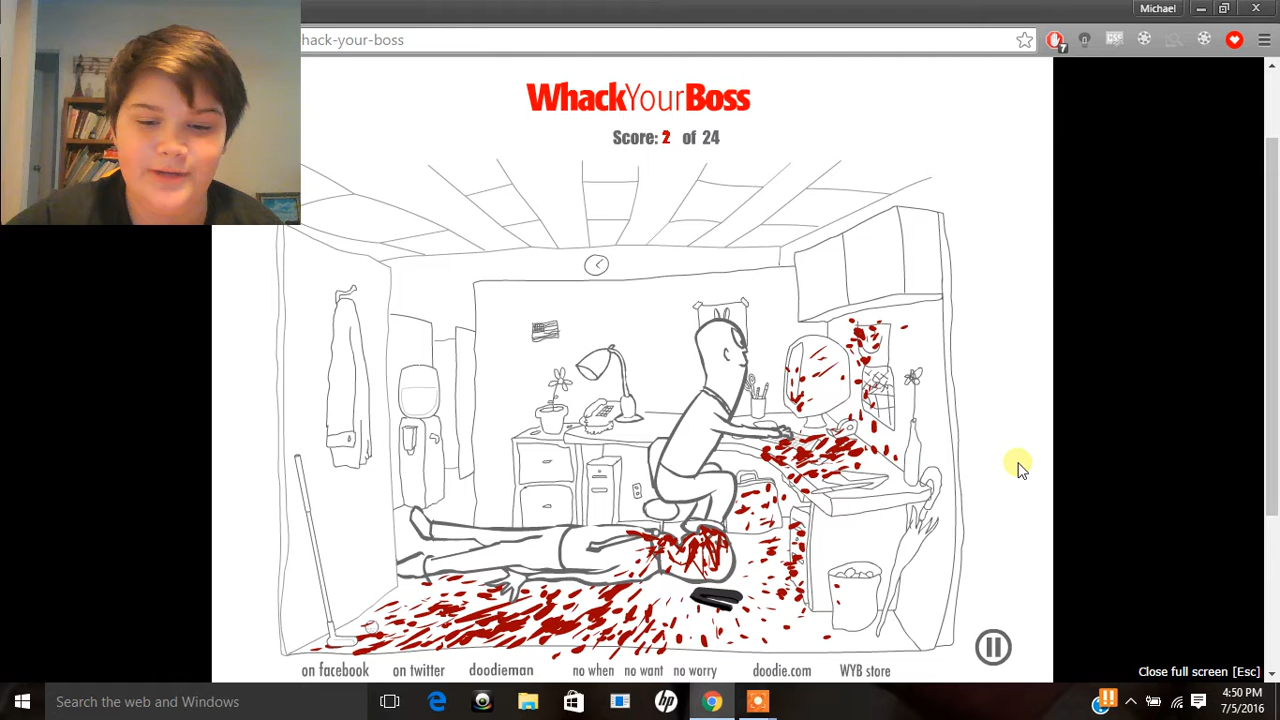 Michael
hack-your-boss
7
WhackYourBoss
Score: 2 of 24
on facebook on twitter doodieman no when no want no worry doodie.com WYB store
Close full screen [Esc]
Search the web and Windows
4:50 PM
7/5/2016